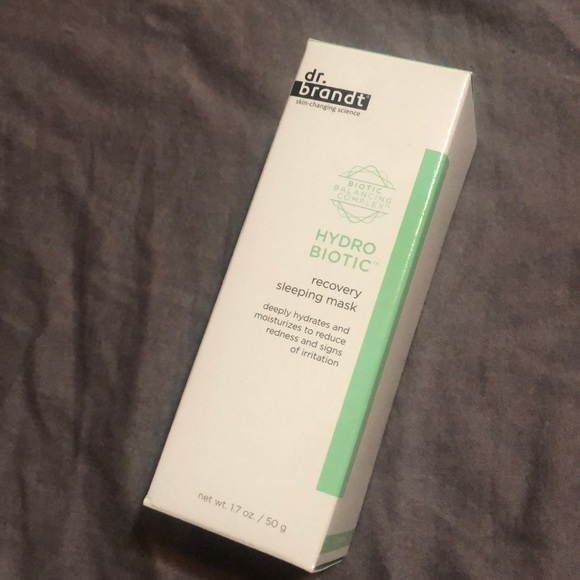 dr.
brandt®
skin-changing science
BIOTIC
BALANCING
COMPLEX™
HYDRO
BIOTIC™
recovery
sleeping mask
deeply hydrates and
moisturizes to reduce
redness and signs
of irritation
net wt. 1.7 oz. / 50 g